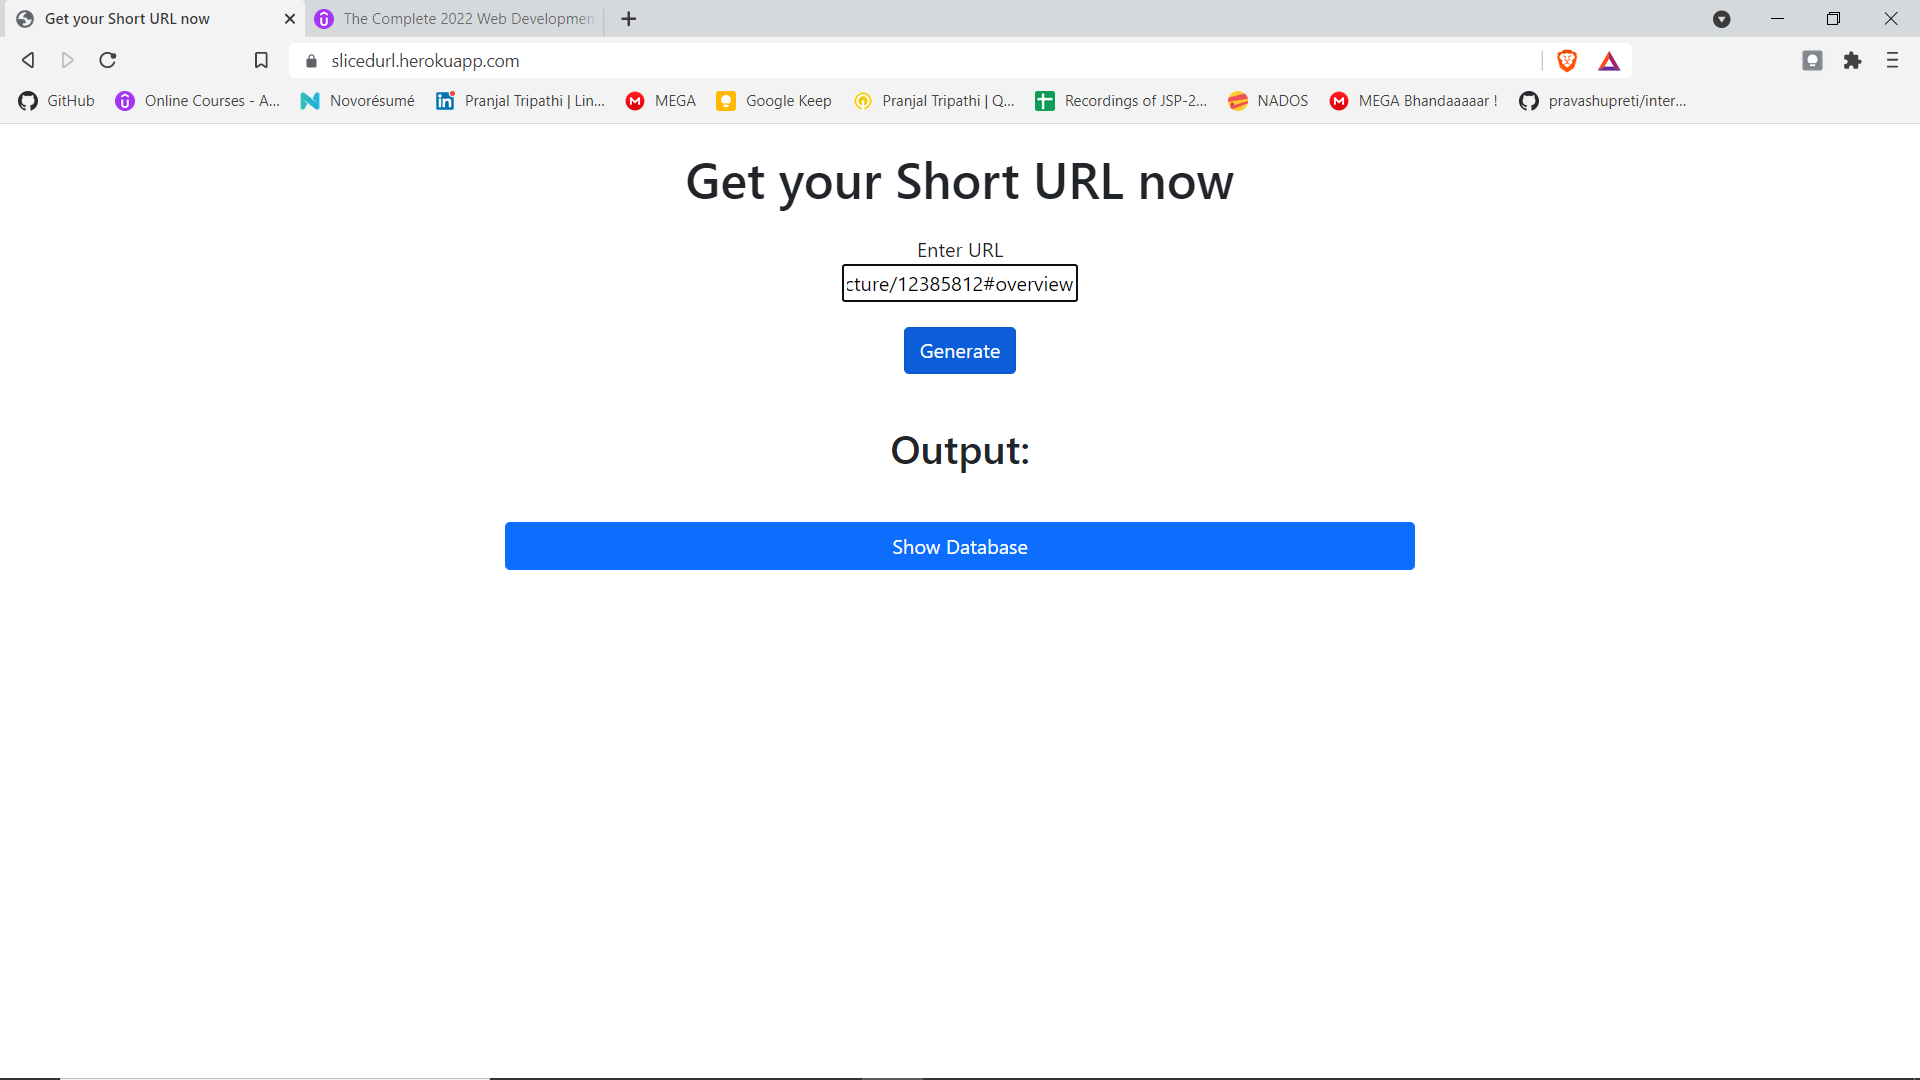 Get your Short URL now
The Complete 2022 Web Developmen
slicedurl.herokuapp.com
GitHub
Online Courses - A...
Novorésumé
Pranjal Tripathi | Lin...
MEGA
Google Keep
Pranjal Tripathi | Q...
Recordings of JSP-2...
NADOS
MEGA Bhandaaaaar !
pravashupreti/inter...
Get your Short URL now
Enter URL
cture/12385812#overview
Generate
Output:
Show Database